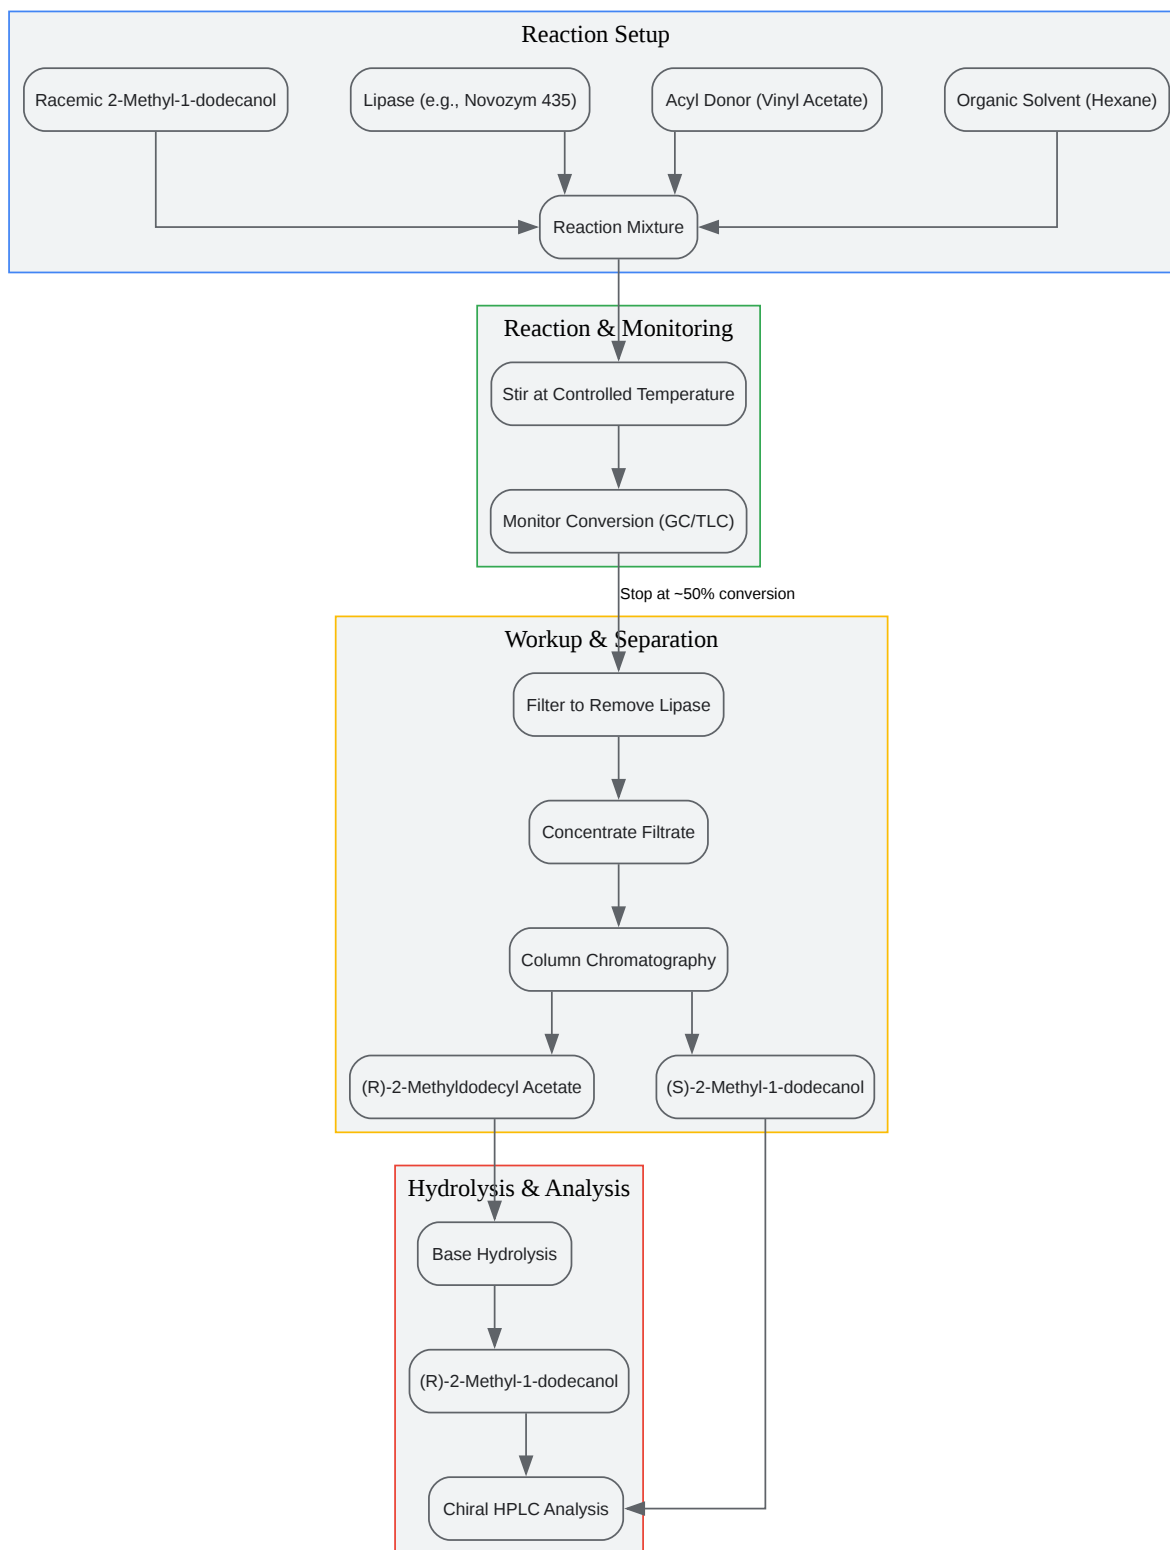 Reaction Setup
Racemic 2-Methyl-1-dodecanol
Lipase (e.g., Novozym 435)
Acyl Donor (Vinyl Acetate)
Organic Solvent (Hexane)
Reaction Mixture
Reaction & Monitoring
Stir at Controlled Temperature
Monitor Conversion (GC/TLC)
Stop at ~50% conversion
Workup & Separation
Filter to Remove Lipase
Concentrate Filtrate
Column Chromatography
(R)-2-Methyldodecyl Acetate
(S)-2-Methyl-1-dodecanol
Hydrolysis & Analysis
Base Hydrolysis
(R)-2-Methyl-1-dodecanol
Chiral HPLC Analysis